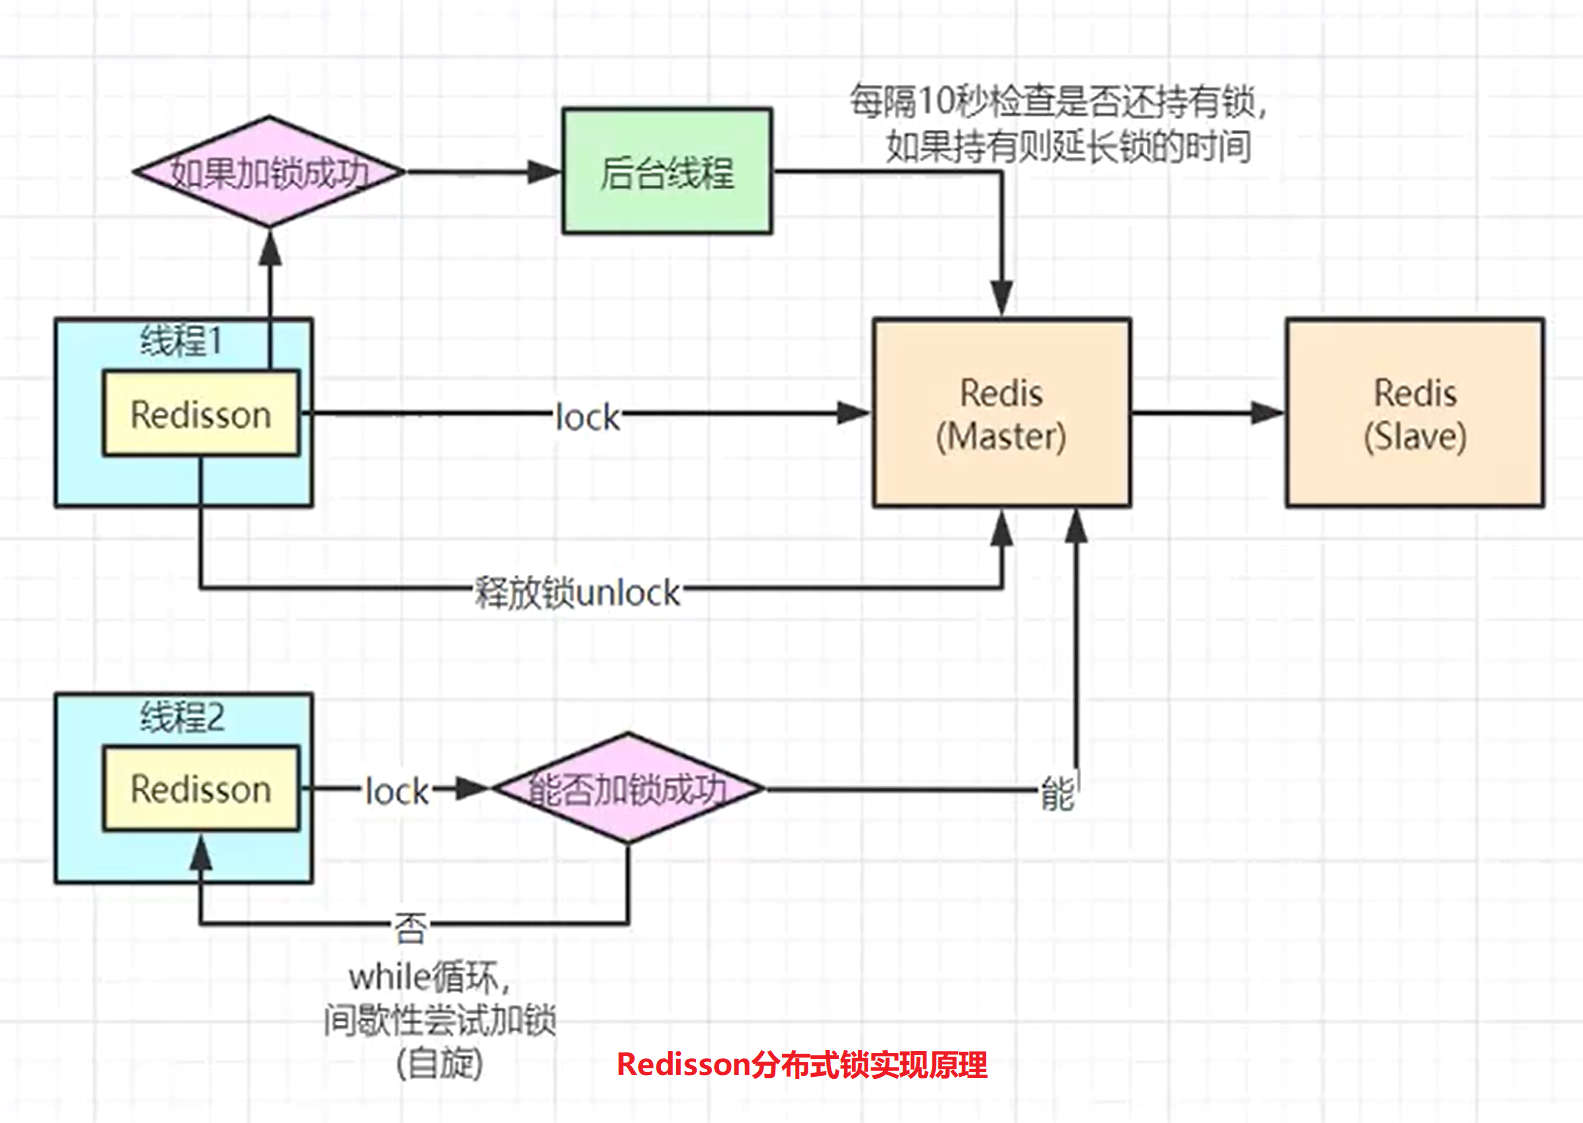 每隔10秒检查是否还持有锁，
如果持有则延长锁的时间
如果加锁成功
后台线程
线程1
Redisson
lock
Redis
(Master)
Redis
(Slave)
释放锁unlock
线程2
Redisson
lock
能否加锁成功
能
否
while循环，
间歇性尝试加锁
(自旋)
Redisson分布式锁实现原理